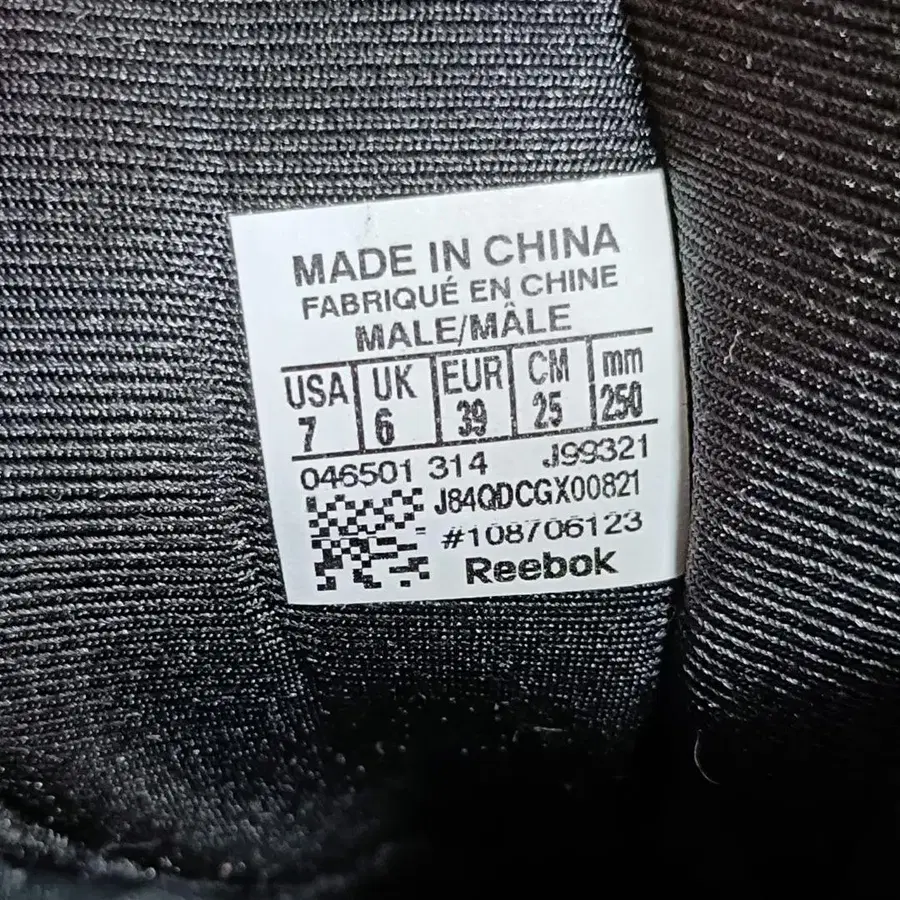 MADE IN CHINA
FABRIQUÉ EN CHINE
MALE/MÂLE
USA UK EUR CM mm
7 6 39 25 250
046501 314 J99321
J84QDCGX00821
#108706123
Reebok